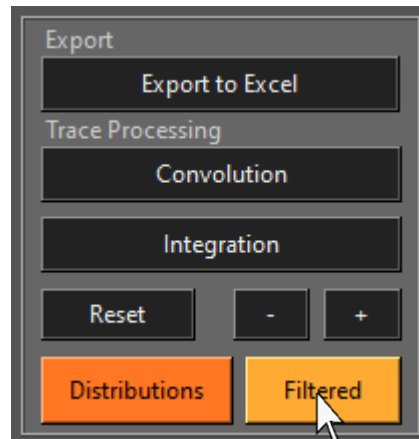 Export
Export to Excel
Trace Processing
Convolution
Integration
Reset - +
Distributions Filtered